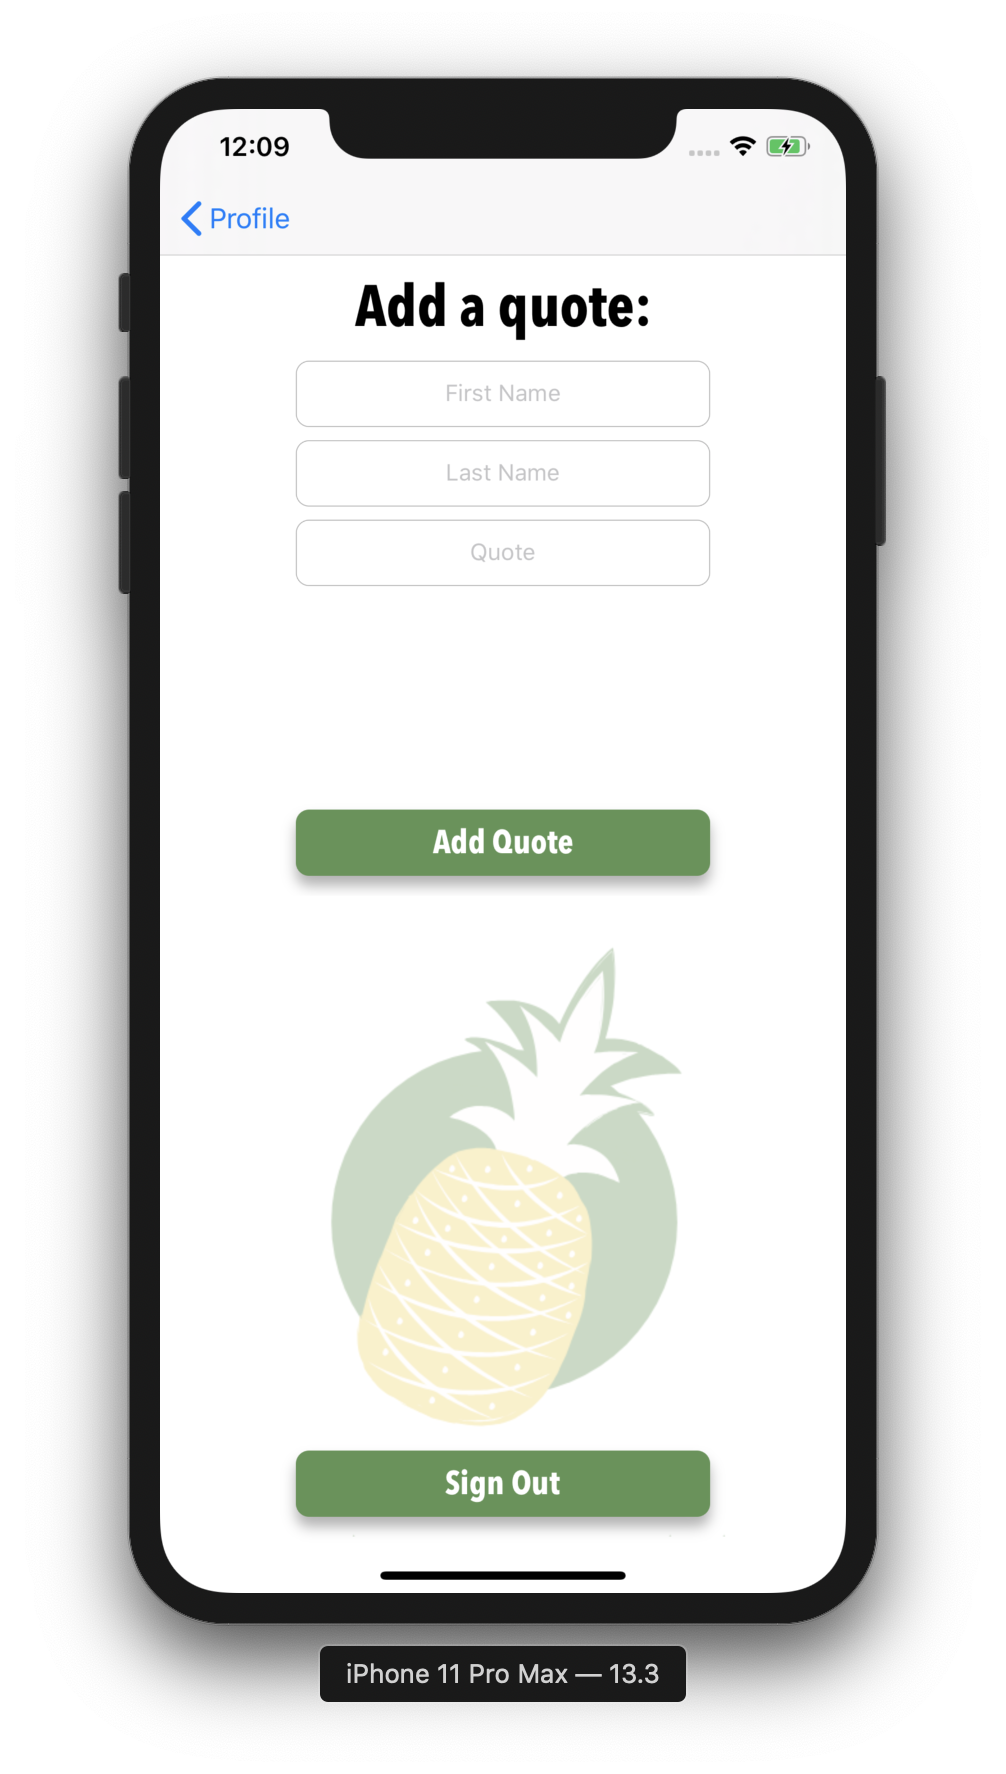 12:09
Profile
Add a quote:
First Name
Last Name
Quote
Add Quote
Sign Out
iPhone 11 Pro Max — 13.3